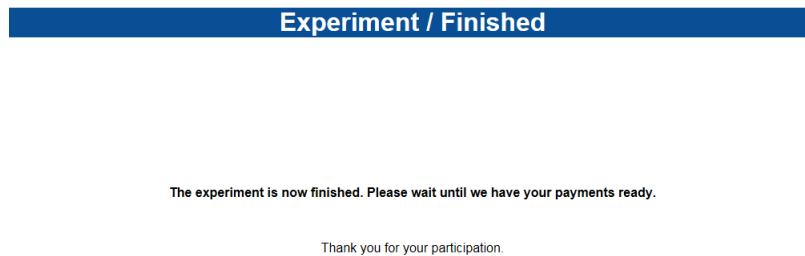 Experiment / Finished
The experiment is now finished. Please wait until we have your payments ready.
Thank you for your participation.